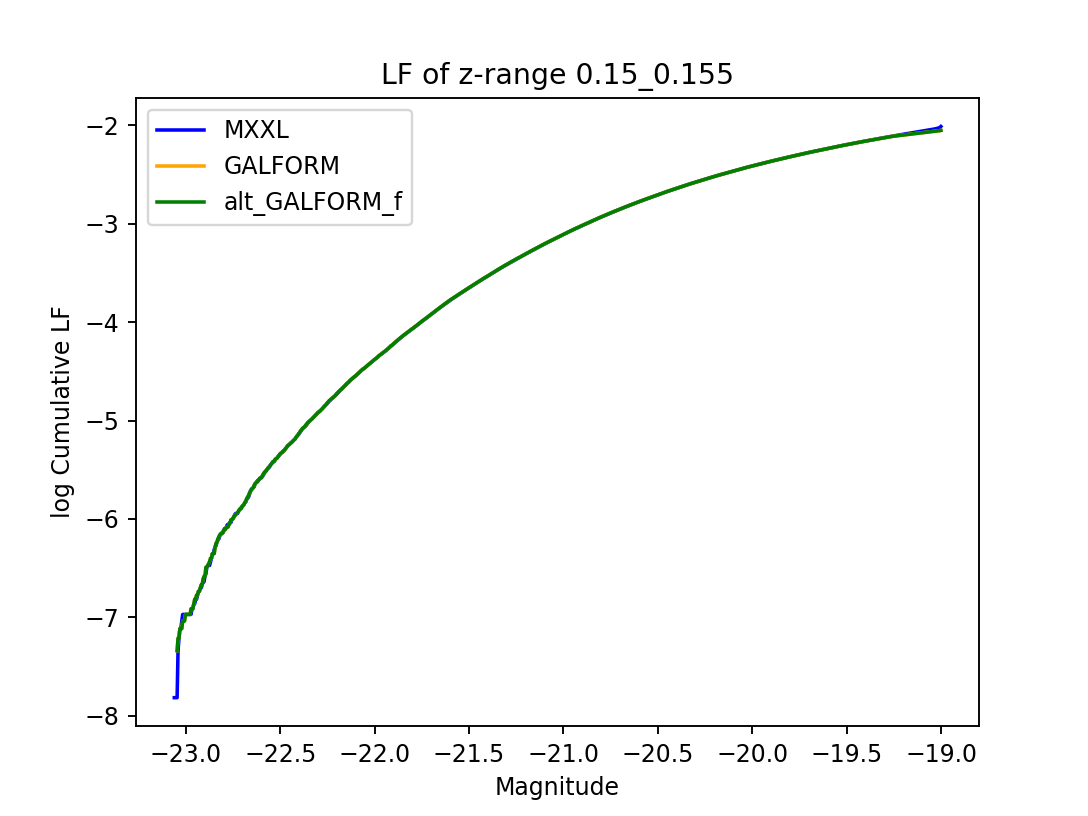 LF of z-range 0.15_0.155
MXXL
GALFORM
alt_GALFORM_f
log Cumulative LF
−2
−3
−4
−5
−6
−7
−8
−23.0 −22.5 −22.0 −21.5 −21.0 −20.5 −20.0 −19.5 −19.0
Magnitude